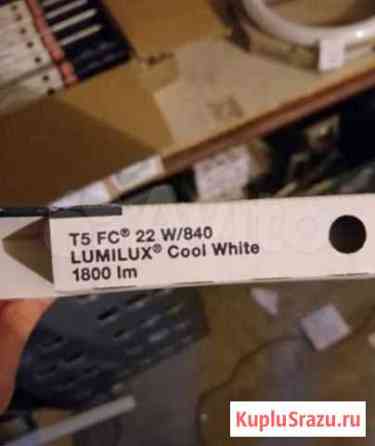 T5 FC® 22 W/840
LUMILUX® Cool White
1800 lm
KupluSrazu.ru